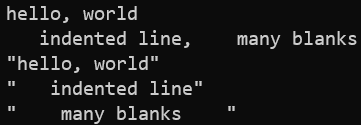 hello, world
   indented line,    many blanks
"hello, world"
"   indented line"
"    many blanks    "